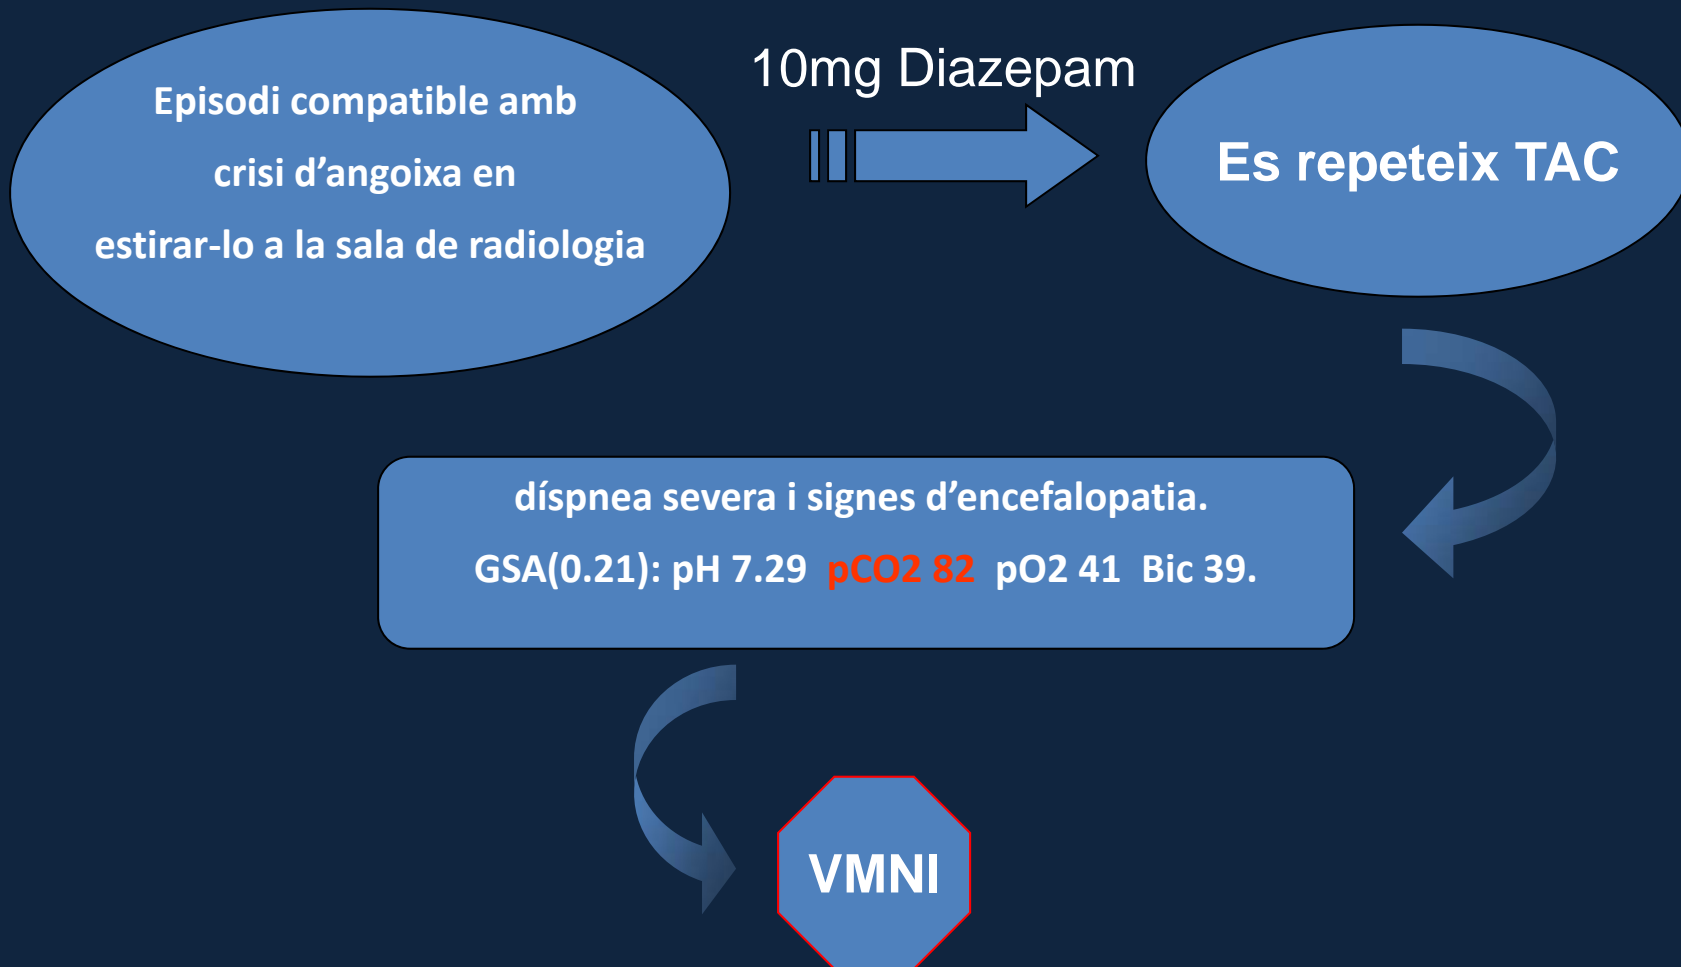 Episodi compatible amb
crisi d'angoixa en
estirar-lo a la sala de radiologia
10mg Diazepam
Es repeteix TAC
díspnea severa i signes d'encefalopatia.
GSA(0.21): pH 7.29 pCO2 82 pO2 41 Bic 39.
VMNI